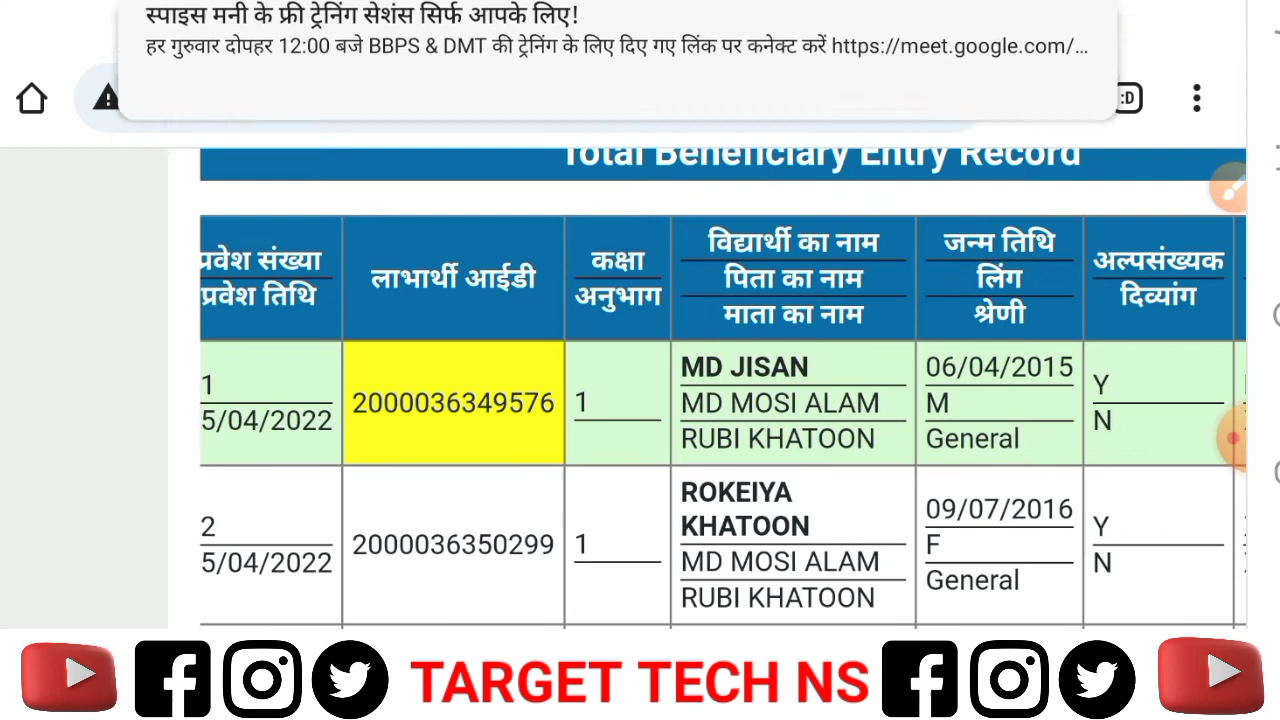 स्पाइस मनी के फ्री ट्रेनिंग सेशंस सिर्फ आपके लिए!
हर गुरुवार दोपहर 12:00 बजे BBPS & DMT की ट्रेनिंग के लिए दिए गए लिंक पर कनेक्ट करें https://meet.google.com/...
:D
Total Beneficiary Entry Record
प्रवेश संख्या
प्रवेश तिथि
लाभार्थी आईडी
कक्षा
अनुभाग
विद्यार्थी का नाम
पिता का नाम
माता का नाम
जन्म तिथि
लिंग
श्रेणी
अल्पसंख्यक
दिव्यांग
1
5/04/2022
2000036349576
1
MD JISAN
MD MOSI ALAM
RUBI KHATOON
06/04/2015
M
General
Y
N
2
5/04/2022
2000036350299
1
ROKEIYA
KHATOON
MD MOSI ALAM
RUBI KHATOON
09/07/2016
F
General
Y
N
TARGET TECH NS